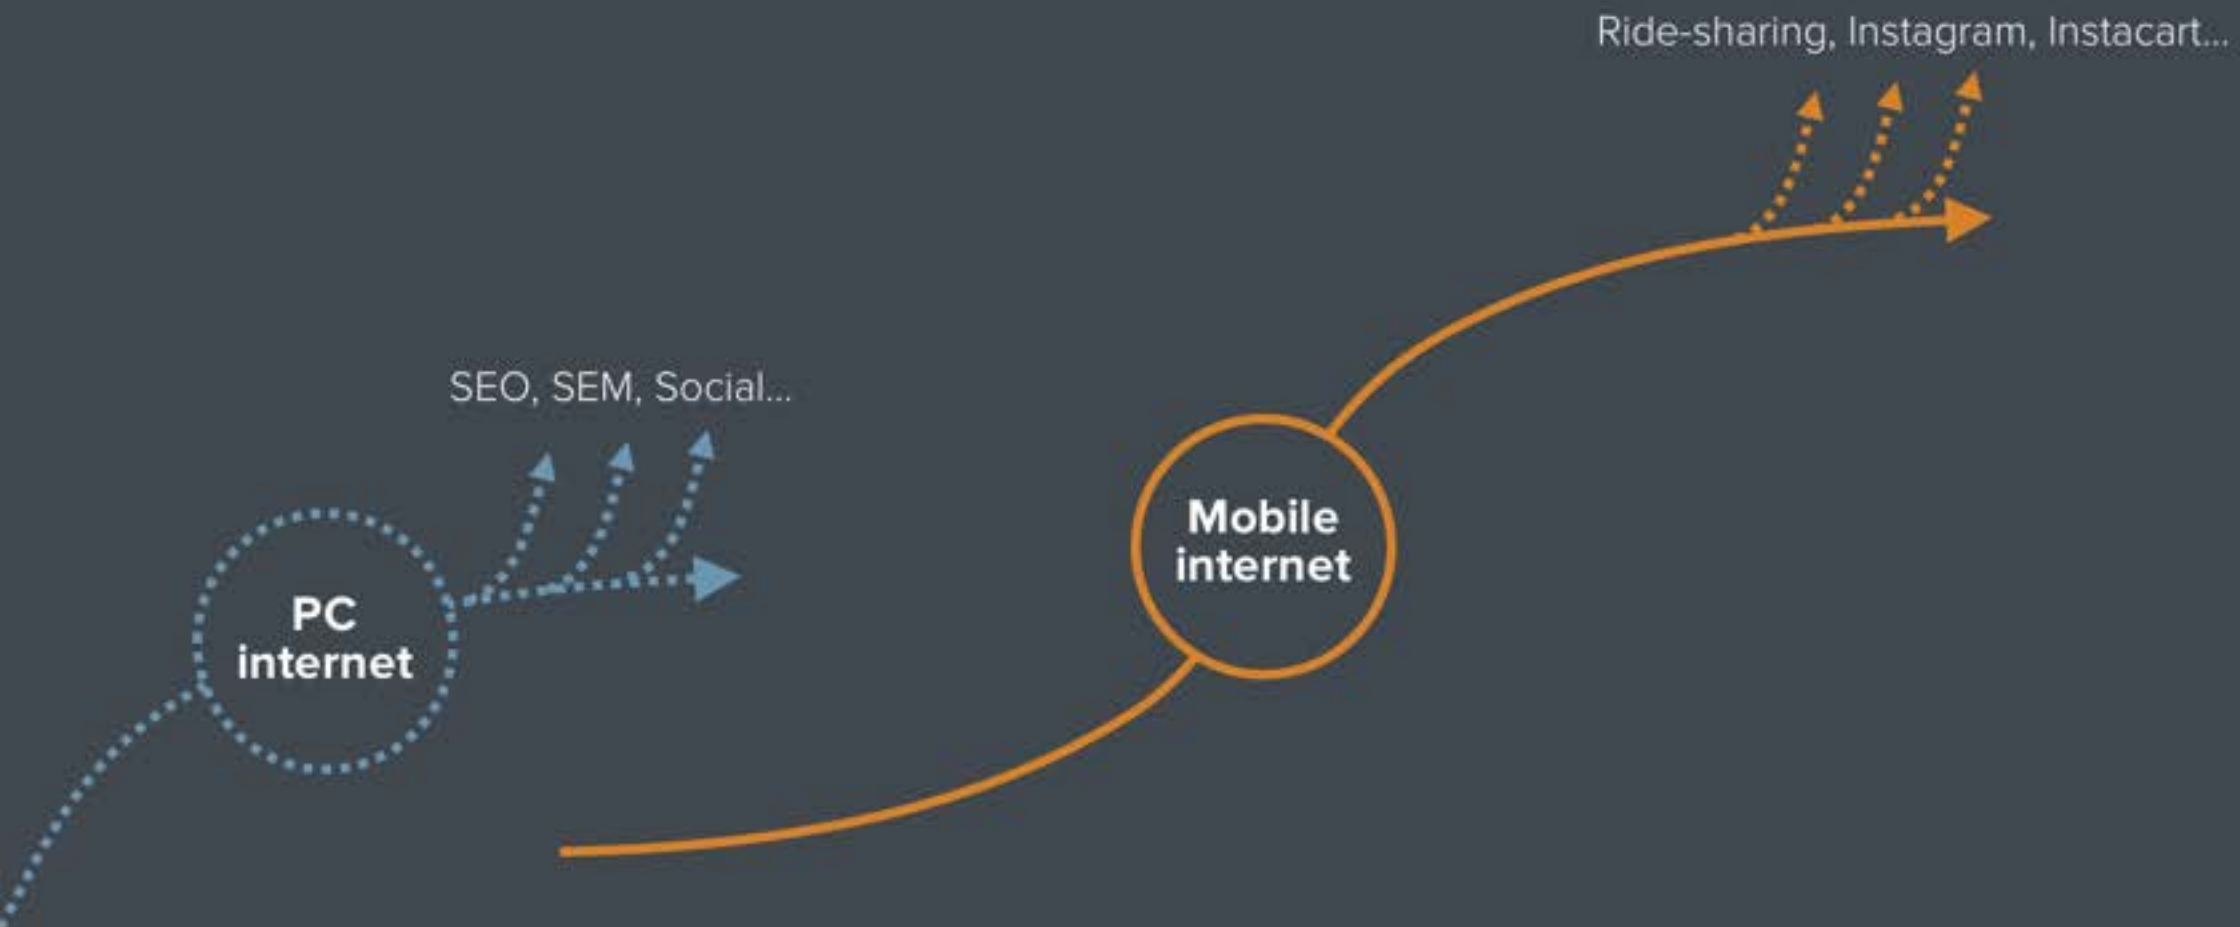 Ride-sharing, Instagram, Instacart...
SEO, SEM, Social...
PC
internet
Mobile
internet